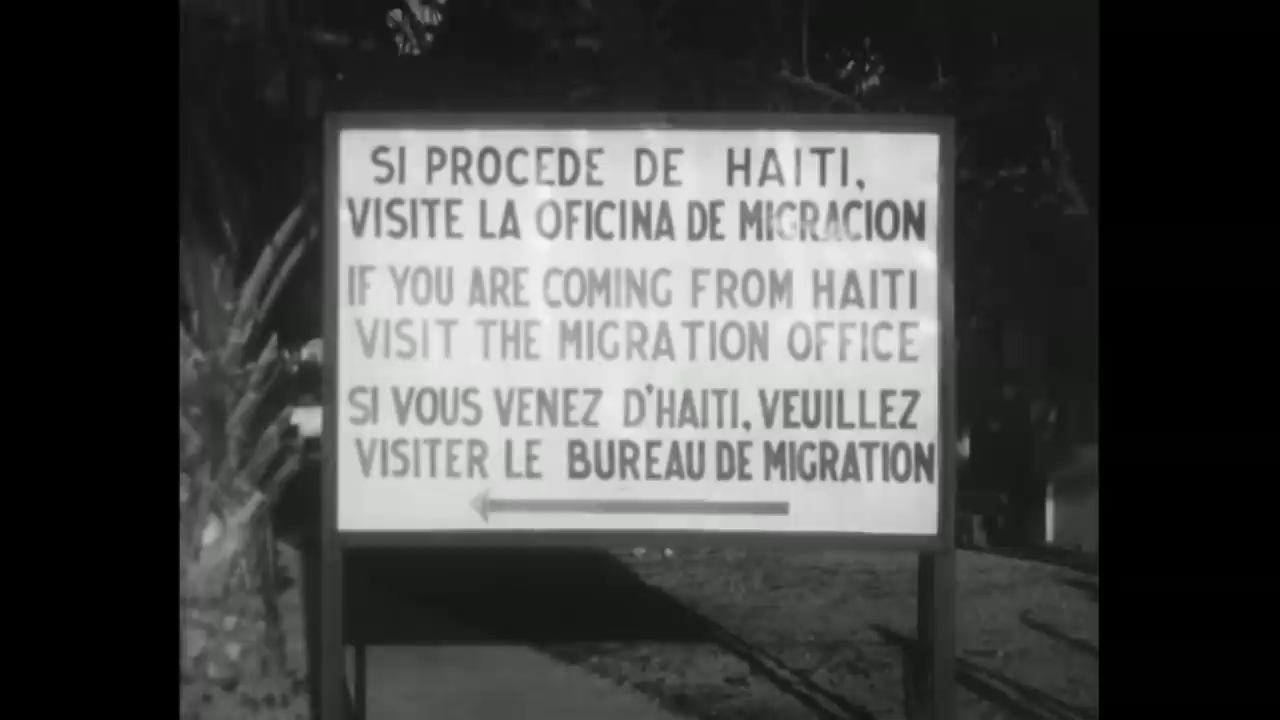 SI PROCEDE DE HAITI,
VISITE LA OFICINA DE MIGRACION
IF YOU ARE COMING FROM HAITI
VISIT THE MIGRATION OFFICE
SI VOUS VENEZ D'HAITI, VEUILLEZ
VISITER LE BUREAU DE MIGRATION